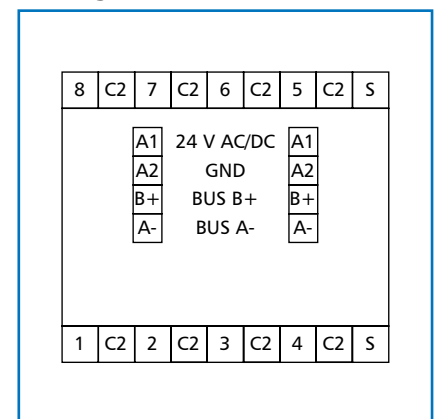 8 C2 7 C2 6 C2 5 C2 S
A1 24 V AC/DC A1
A2 GND A2
B+ BUS B+ B+
A- BUS A- A-
1 C2 2 C2 3 C2 4 C2 S